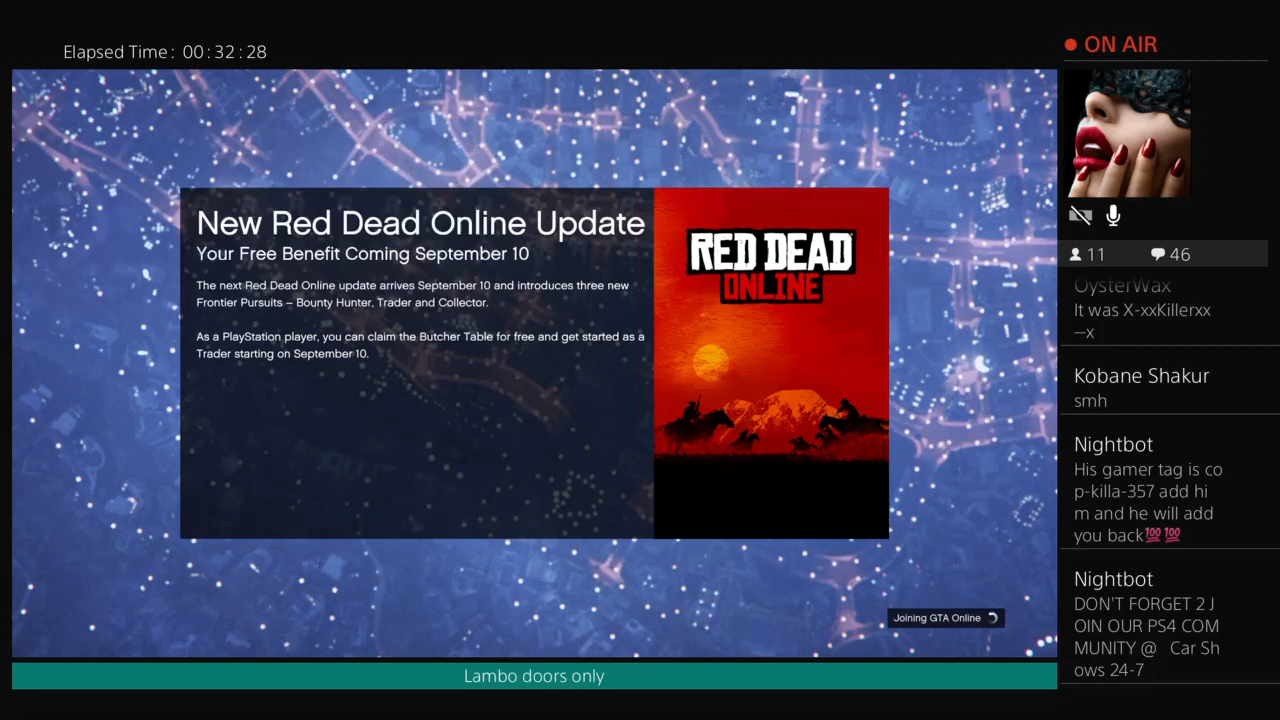 Elapsed Time: 00:32:28
ON AIR
New Red Dead Online Update
Your Free Benefit Coming September 10
The next Red Dead Online update arrives September 10 and introduces three new
Frontier Pursuits – Bounty Hunter, Trader and Collector.
As a PlayStation player, you can claim the Butcher Table for free and get started as a
Trader starting on September 10.
RED DEAD
ONLINE
Joining GTA Online
Lambo doors only
11
46
OysterWax
It was X-xxKillerxx
—x
Kobane Shakur
smh
Nightbot
His gamer tag is co
p-killa-357 add hi
m and he will add
you back💯💯
Nightbot
DON'T FORGET 2 J
OIN OUR PS4 COM
MUNITY @ Car Sh
ows 24-7